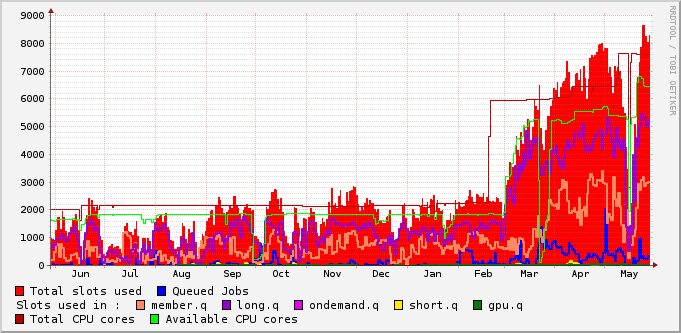 9000
8000
7000
6000
5000
4000
3000
2000
1000
0
Jun Jul Aug Sep Oct Nov Dec Jan Feb Mar Apr May
RRDTOOL / TOBI OETIKER
Total slots used Queued Jobs
Slots used in : member.q long.q ondemand.q short.q gpu.q
Total CPU cores Available CPU cores